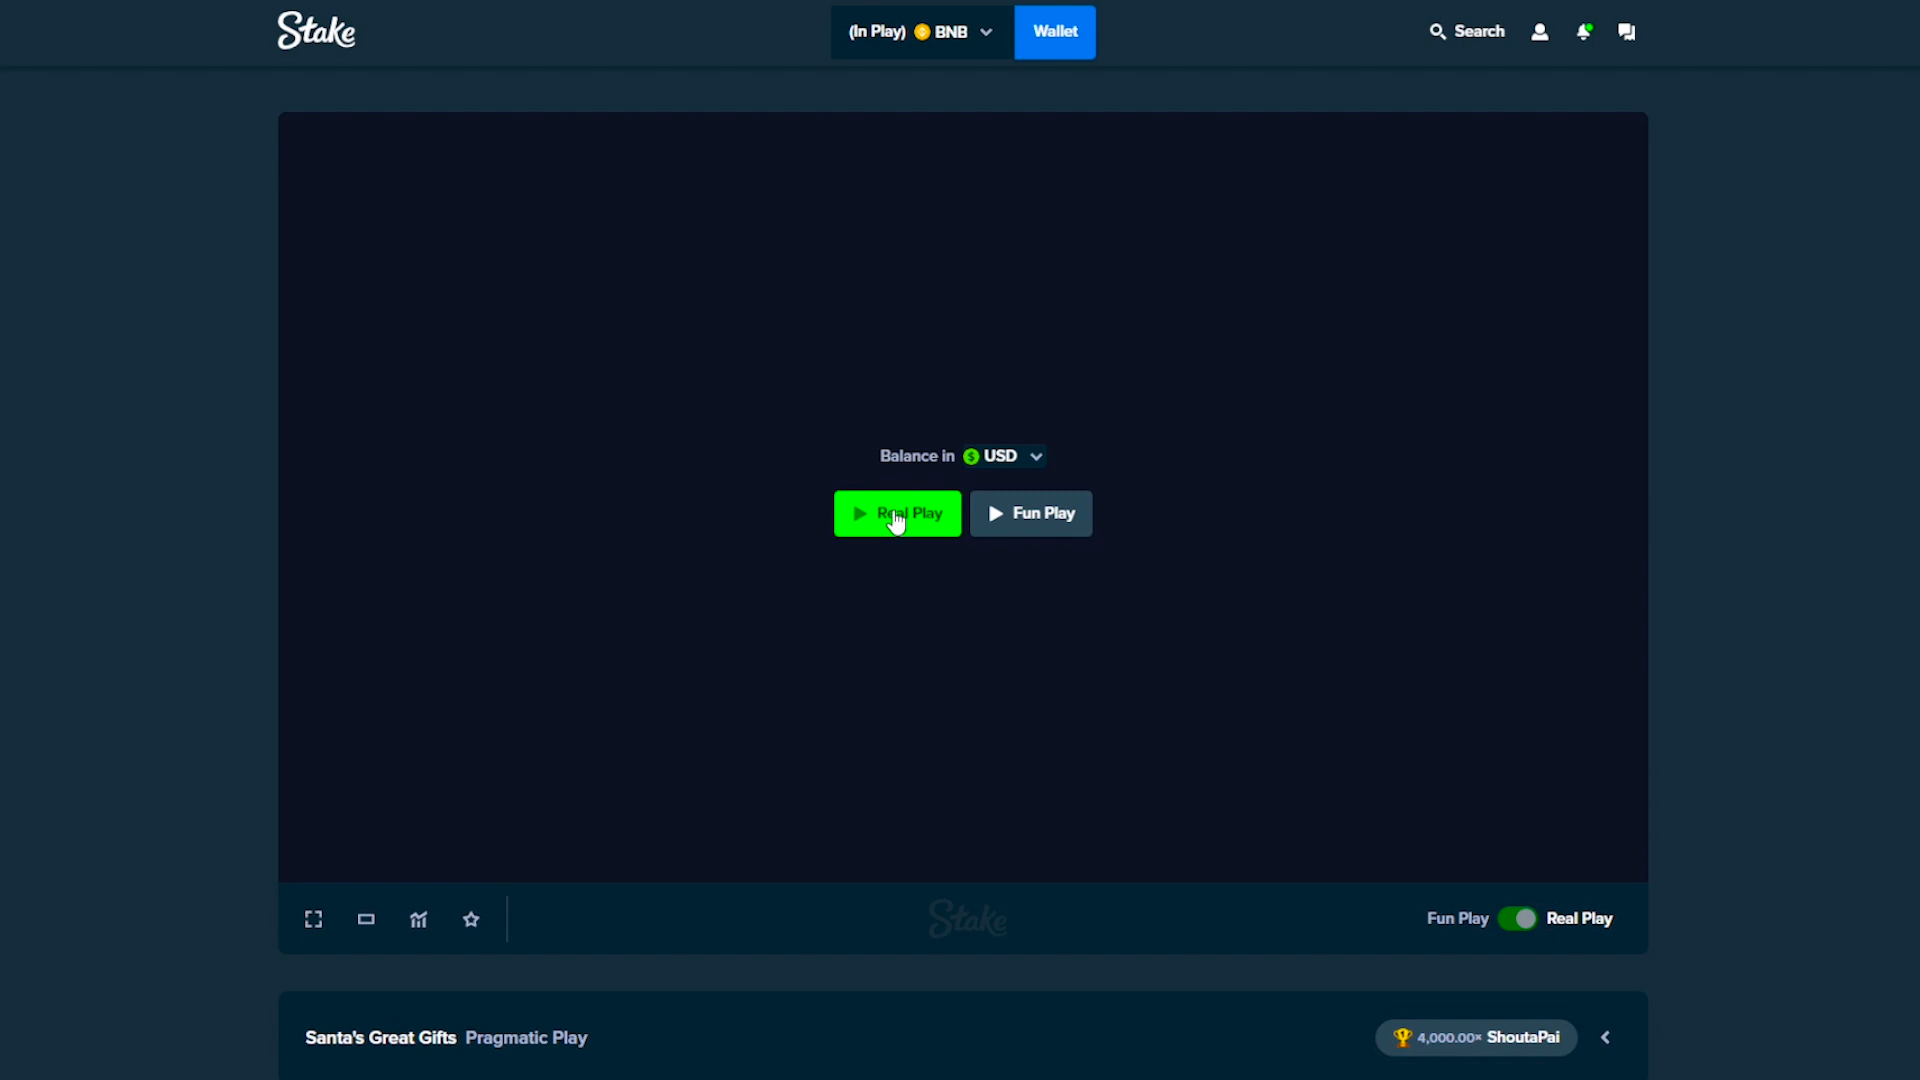 Stake
(In Play) BNB
Wallet
Search
Balance in USD
Real Play
Fun Play
Stake
Fun Play
Real Play
Santa's Great Gifts Pragmatic Play
4,000.00× ShoutaPai